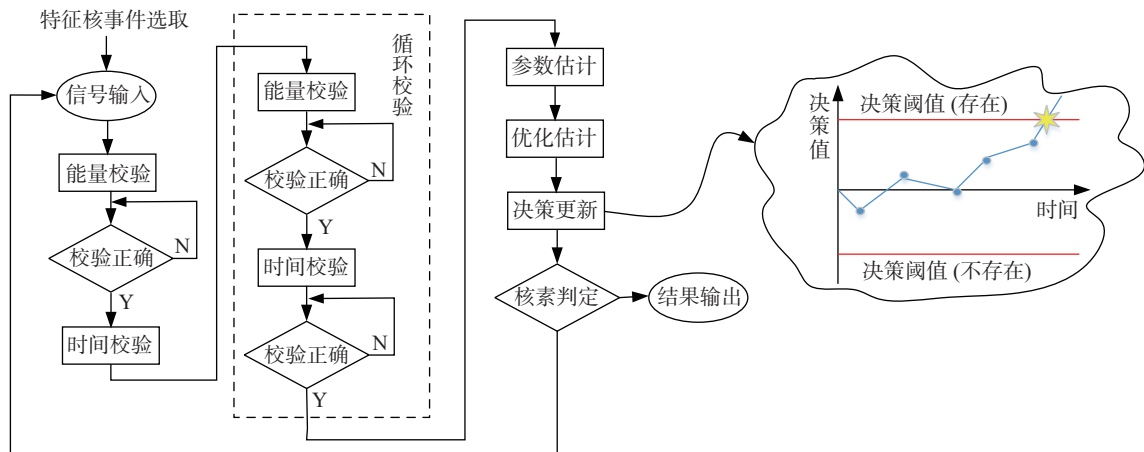 特征核事件选取
信号输入
能量校验
校验正确
N
Y
时间校验
循环校验
能量校验
校验正确
N
Y
时间校验
校验正确
N
Y
参数估计
优化估计
决策更新
核素判定
结果输出
决策值
决策阈值 (存在)
时间
决策阈值 (不存在)